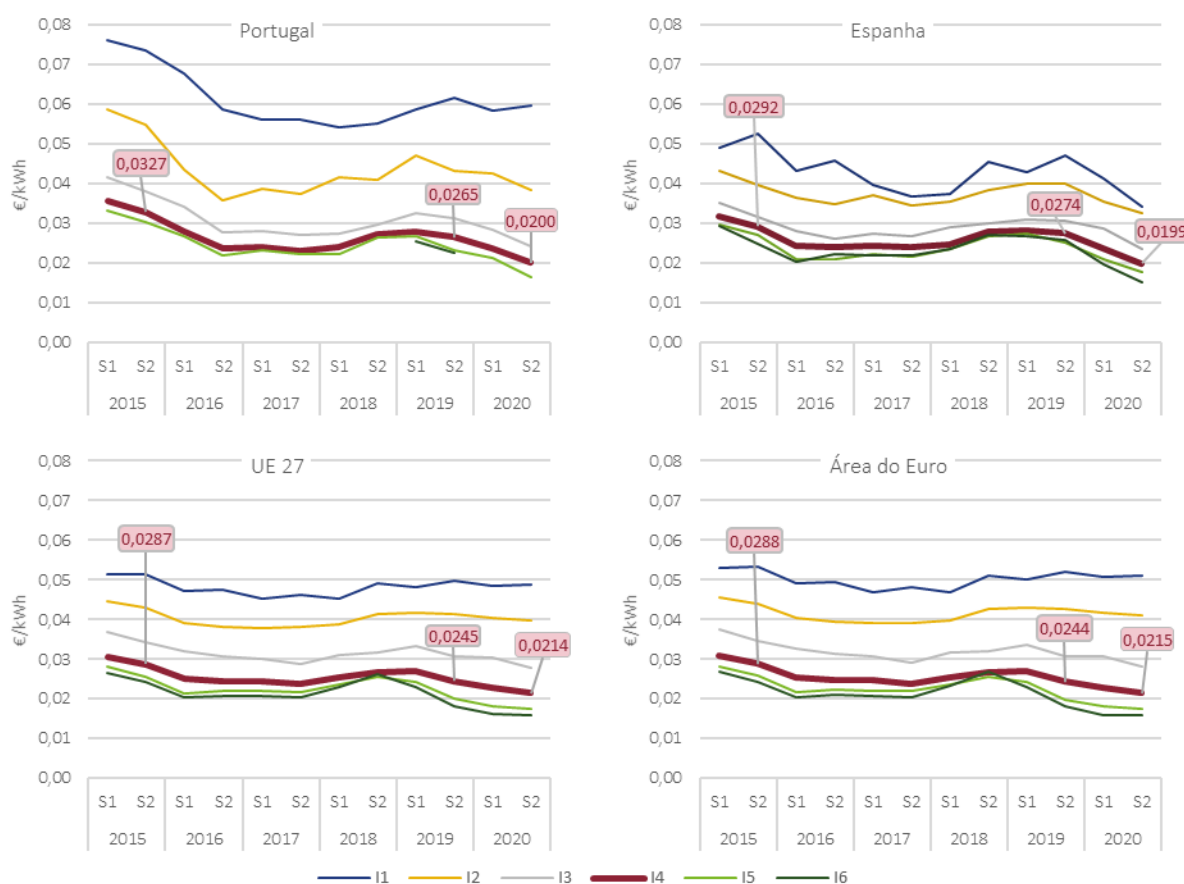 Portugal
€/kWh
0,08
0,07
0,06
0,05
0,04
0,03
0,02
0,01
0,00
0,0327
0,0265
0,0200
S1 S2 S1 S2 S1 S2 S1 S2 S1 S2 S1 S2
2015 2016 2017 2018 2019 2020
Espanha
€/kWh
0,08
0,07
0,06
0,05
0,04
0,03
0,02
0,01
0,00
0,0292
0,0274
0,0199
S1 S2 S1 S2 S1 S2 S1 S2 S1 S2 S1 S2
2015 2016 2017 2018 2019 2020
UE 27
€/kWh
0,08
0,07
0,06
0,05
0,04
0,03
0,02
0,01
0,00
0,0287
0,0245
0,0214
S1 S2 S1 S2 S1 S2 S1 S2 S1 S2 S1 S2
2015 2016 2017 2018 2019 2020
Área do Euro
€/kWh
0,08
0,07
0,06
0,05
0,04
0,03
0,02
0,01
0,00
0,0288
0,0244
0,0215
S1 S2 S1 S2 S1 S2 S1 S2 S1 S2 S1 S2
2015 2016 2017 2018 2019 2020
I1 I2 I3 I4 I5 I6